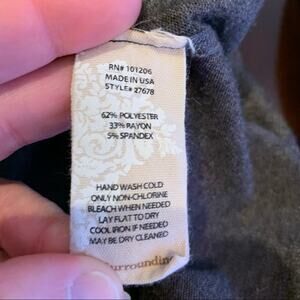 RN# 101206
MADE IN USA
STYLE# 27678
62% POLYESTER
33% RAYON
5% SPANDEX
HAND WASH COLD
ONLY NON-CHLORINE
BLEACH WHEN NEEDED
LAY FLAT TO DRY
COOL IRON IF NEEDED
MAY BE DRY CLEANED